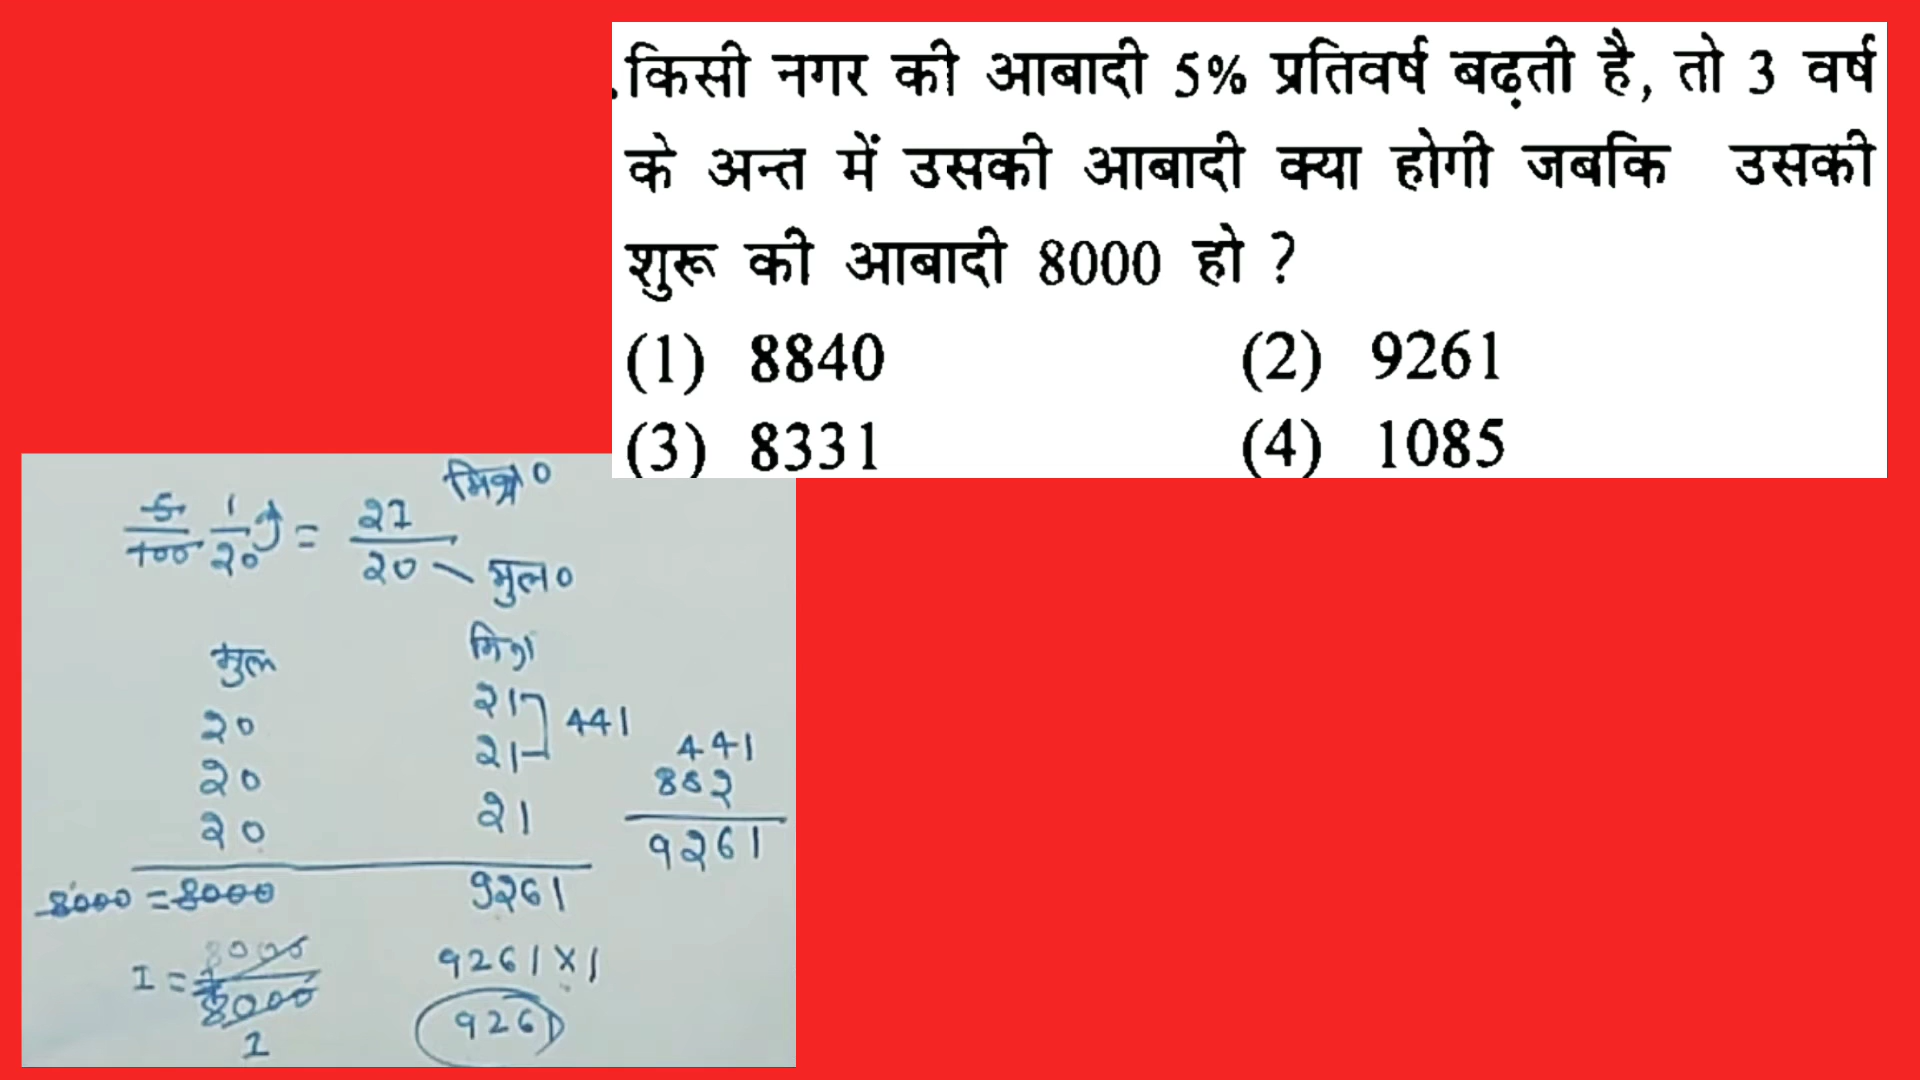 किसी नगर की आबादी 5% प्रतिवर्ष बढ़ती है, तो 3 वर्ष
के अन्त में उसकी आबादी क्या होगी जबकि उसकी
शुरू की आबादी 8000 हो ?
(1) 8840 (2) 9261
(3) 8331 (4) 1085
5/100 1/20 ↑ = 21/20 मिश्र०
मुल०
मुल मिश्र
20 21
20 21 441
20 21
441
882
9261
8000 = 8000 9261
I = 8000/8000 9261 x 1
1 9261